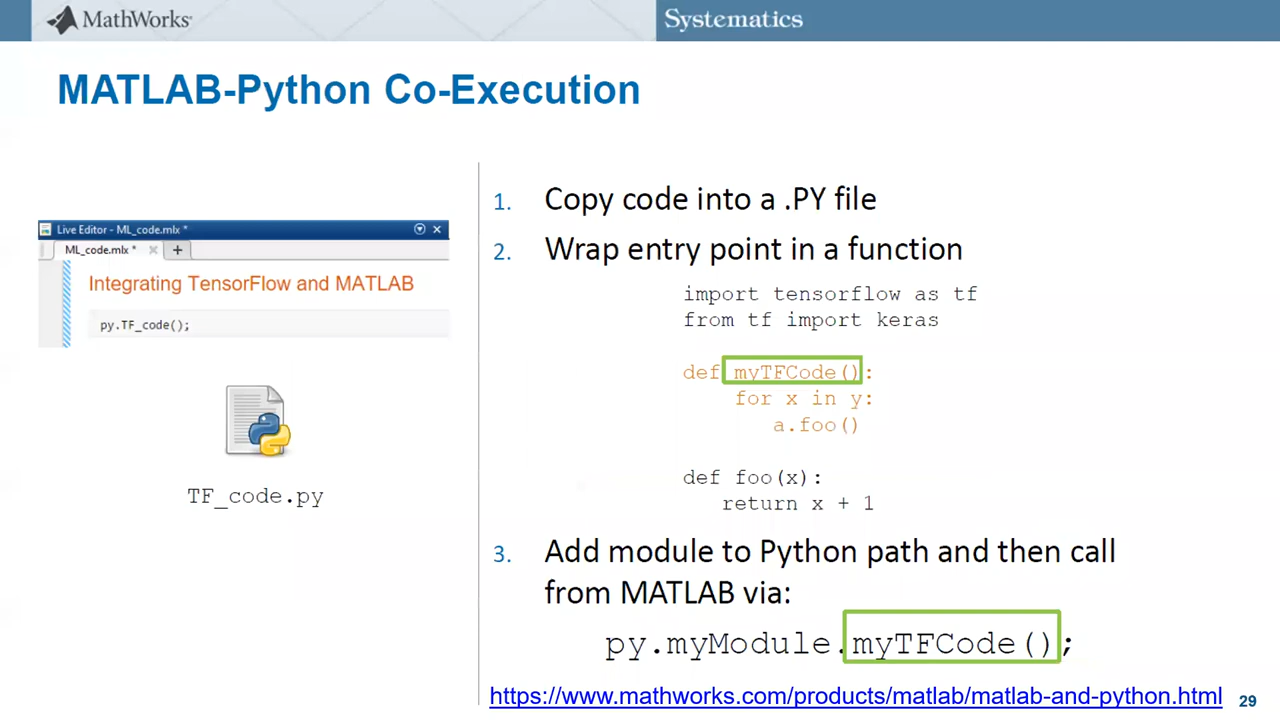 MathWorks
Systematics
MATLAB-Python Co-Execution
Live Editor - ML_code.mlx *
ML_code.mlx *
Integrating TensorFlow and MATLAB
py.TF_code();
TF_code.py
1. Copy code into a .PY file
2. Wrap entry point in a function
import tensorflow as tf
from tf import keras
def myTFCode():
for x in y:
a.foo()
def foo(x):
return x + 1
3. Add module to Python path and then call
from MATLAB via:
py.myModule.myTFCode();
https://www.mathworks.com/products/matlab/matlab-and-python.html
29